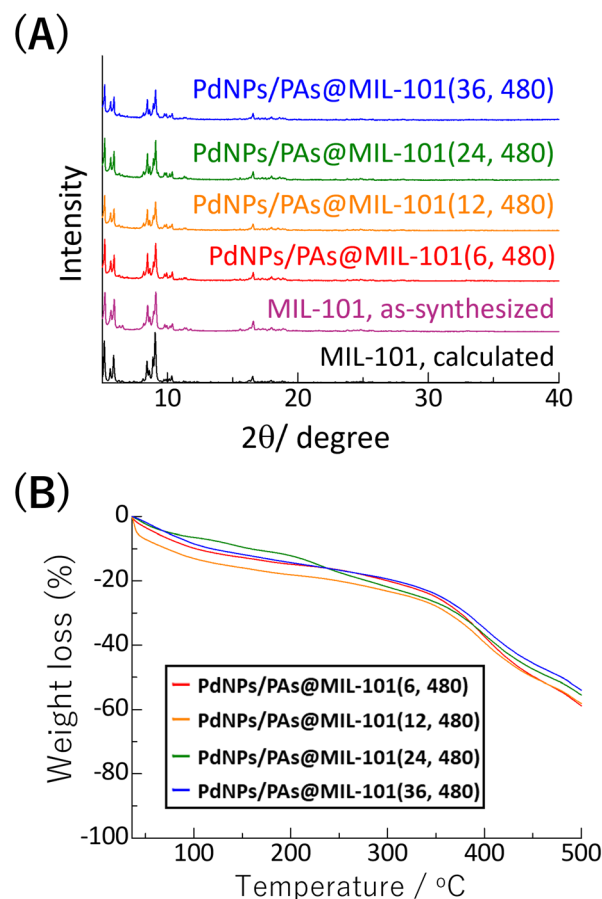 (A)
PdNPs/PAs@MIL-101(36, 480)
PdNPs/PAs@MIL-101(24, 480)
PdNPs/PAs@MIL-101(12, 480)
PdNPs/PAs@MIL-101(6, 480)
MIL-101, as-synthesized
MIL-101, calculated
Intensity
10 20 30 40
2θ/ degree
(B)
0
-20
-40
-60
-80
-100
Weight loss (%)
PdNPs/PAs@MIL-101(6, 480)
PdNPs/PAs@MIL-101(12, 480)
PdNPs/PAs@MIL-101(24, 480)
PdNPs/PAs@MIL-101(36, 480)
100 200 300 400 500
Temperature / ºC